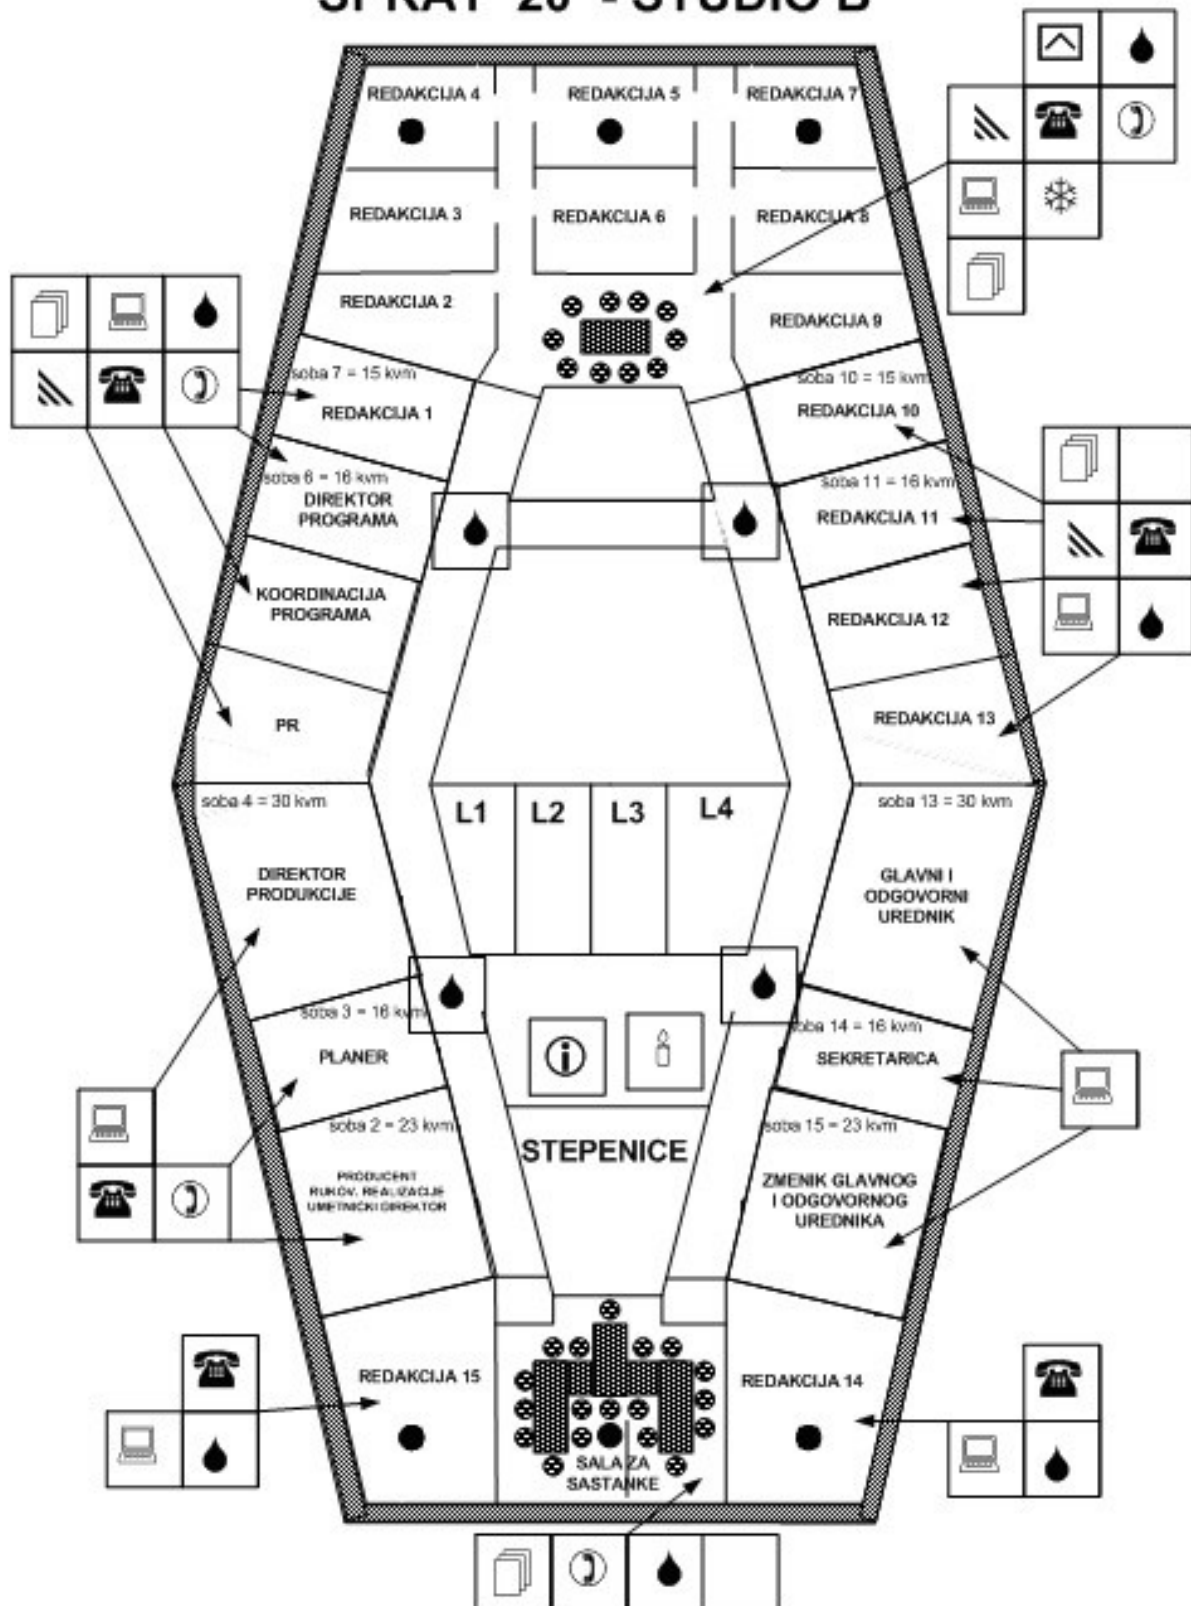 SPRAT 20 - STUDIO B
REDAKCIJA 4
REDAKCIJA 5
REDAKCIJA 7
REDAKCIJA 3
REDAKCIJA 6
REDAKCIJA 8
REDAKCIJA 2
REDAKCIJA 9
soba 7 = 15 kvm
REDAKCIJA 1
soba 10 = 15 kvm
REDAKCIJA 10
soba 6 = 16 kvm
DIREKTOR
PROGRAMA
soba 11 = 16 kvm
REDAKCIJA 11
KOORDINACIJA
PROGRAMA
REDAKCIJA 12
PR
REDAKCIJA 13
soba 4 = 30 kvm
L1
L2
L3
L4
soba 13 = 30 kvm
DIREKTOR
PRODUKCIJE
GLAVNI I
ODGOVORNI
UREDNIK
soba 3 = 16 kvm
PLANER
soba 14 = 16 kvm
SEKRETARICA
soba 2 = 23 kvm
PRODUCENT
RUKOV. REALIZACIJE
UMETNIČKI DIREKTOR
STEPENICE
soba 15 = 23 kvm
ZMENIK GLAVNOG
I ODGOVORNOG
UREDNIKA
REDAKCIJA 15
REDAKCIJA 14
SALA ZA
SASTANKE